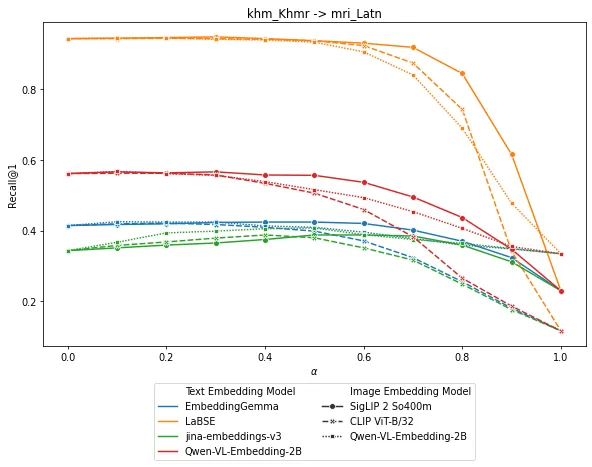 khm_Khmr -> mri_Latn
Recall@1
0.8
0.6
0.4
0.2
0.0 0.2 0.4 0.6 0.8 1.0
α
Text Embedding Model Image Embedding Model
EmbeddingGemma SigLIP 2 So400m
LaBSE CLIP ViT-B/32
jina-embeddings-v3 Qwen-VL-Embedding-2B
Qwen-VL-Embedding-2B